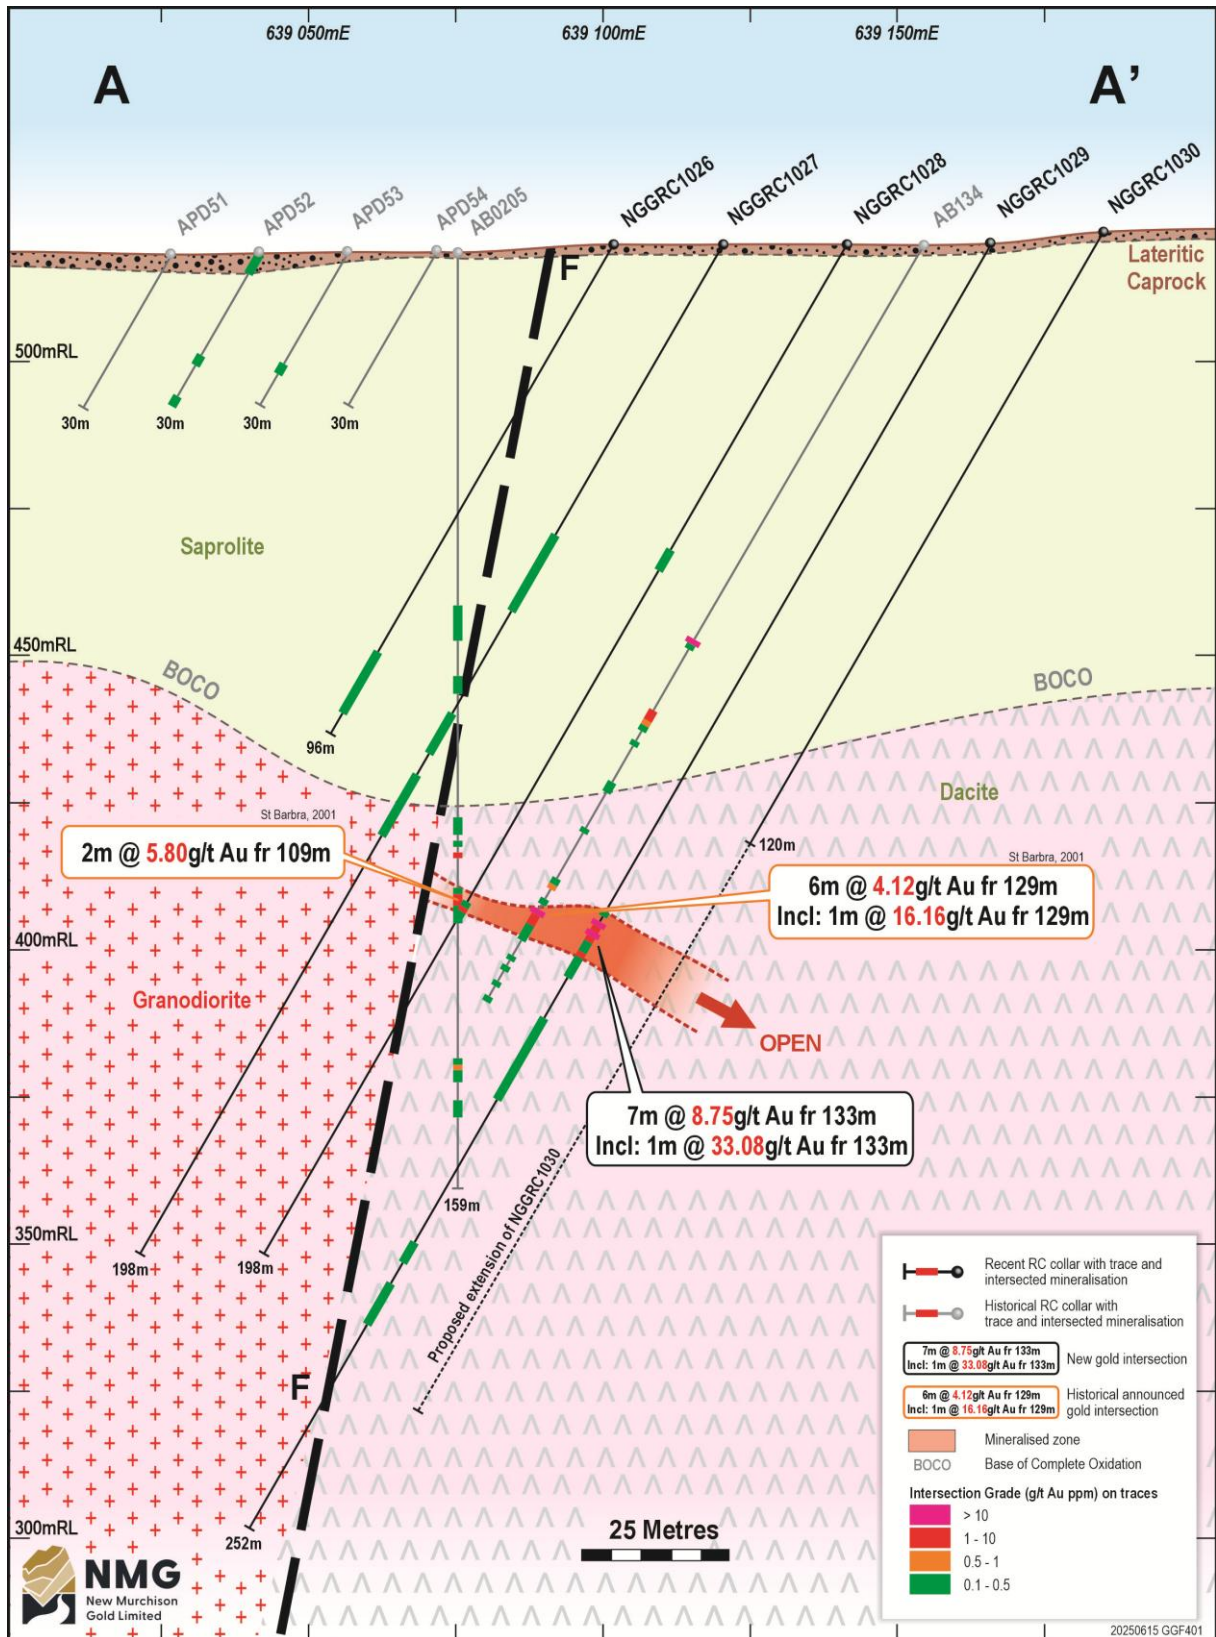 639 050mE
639 100mE
639 150mE
A
A'
APD51
APD52
APD53
APD54
AB0205
NGGRC1026
NGGRC1027
NGGRC1028
AB134
NGGRC1029
NGGRC1030
F
Lateritic
Caprock
500mRL
30m
30m
30m
30m
Saprolite
450mRL
BOCO
BOCO
96m
Dacite
St Barbra, 2001
2m @ 5.80g/t Au fr 109m
120m
St Barbra, 2001
6m @ 4.12g/t Au fr 129m
Incl: 1m @ 16.16g/t Au fr 129m
400mRL
Granodiorite
OPEN
7m @ 8.75g/t Au fr 133m
Incl: 1m @ 33.08g/t Au fr 133m
159m
Proposed extension of NGGRC1030
350mRL
198m
198m
F
Recent RC collar with trace and
intersected mineralisation
Historical RC collar with
trace and intersected mineralisation
7m @ 8.75g/t Au fr 133m
Incl: 1m @ 33.08g/t Au fr 133m
New gold intersection
6m @ 4.12g/t Au fr 129m
Incl: 1m @ 16.16g/t Au fr 129m
Historical announced
gold intersection
Mineralised zone
BOCO
Base of Complete Oxidation
Intersection Grade (g/t Au ppm) on traces
> 10
1 - 10
0.5 - 1
0.1 - 0.5
300mRL
252m
25 Metres
NMG
New Murchison
Gold Limited
20250615 GGF401